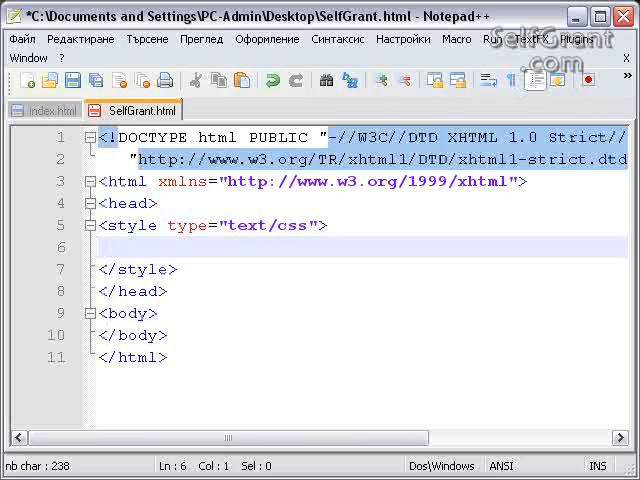 *C:\Documents and Settings\PC-Admin\Desktop\SelfGrant.html - Notepad++
SelfGrant
.com
Файл Редактиране Търсене Преглед Оформление Синтаксис Настройки Macro Run TextFX Plugins
Window ? X
Index.html SelfGrant.html
1 <!DOCTYPE html PUBLIC "-//W3C//DTD XHTML 1.0 Strict//
2 "http://www.w3.org/TR/xhtml1/DTD/xhtml1-strict.dtd
3 <html xmlns="http://www.w3.org/1999/xhtml">
4 <head>
5 <style type="text/css">
6
7 </style>
8 </head>
9 <body>
10 </body>
11 </html>
nb char : 238 Ln : 6 Col : 1 Sel : 0 Dos\Windows ANSI INS